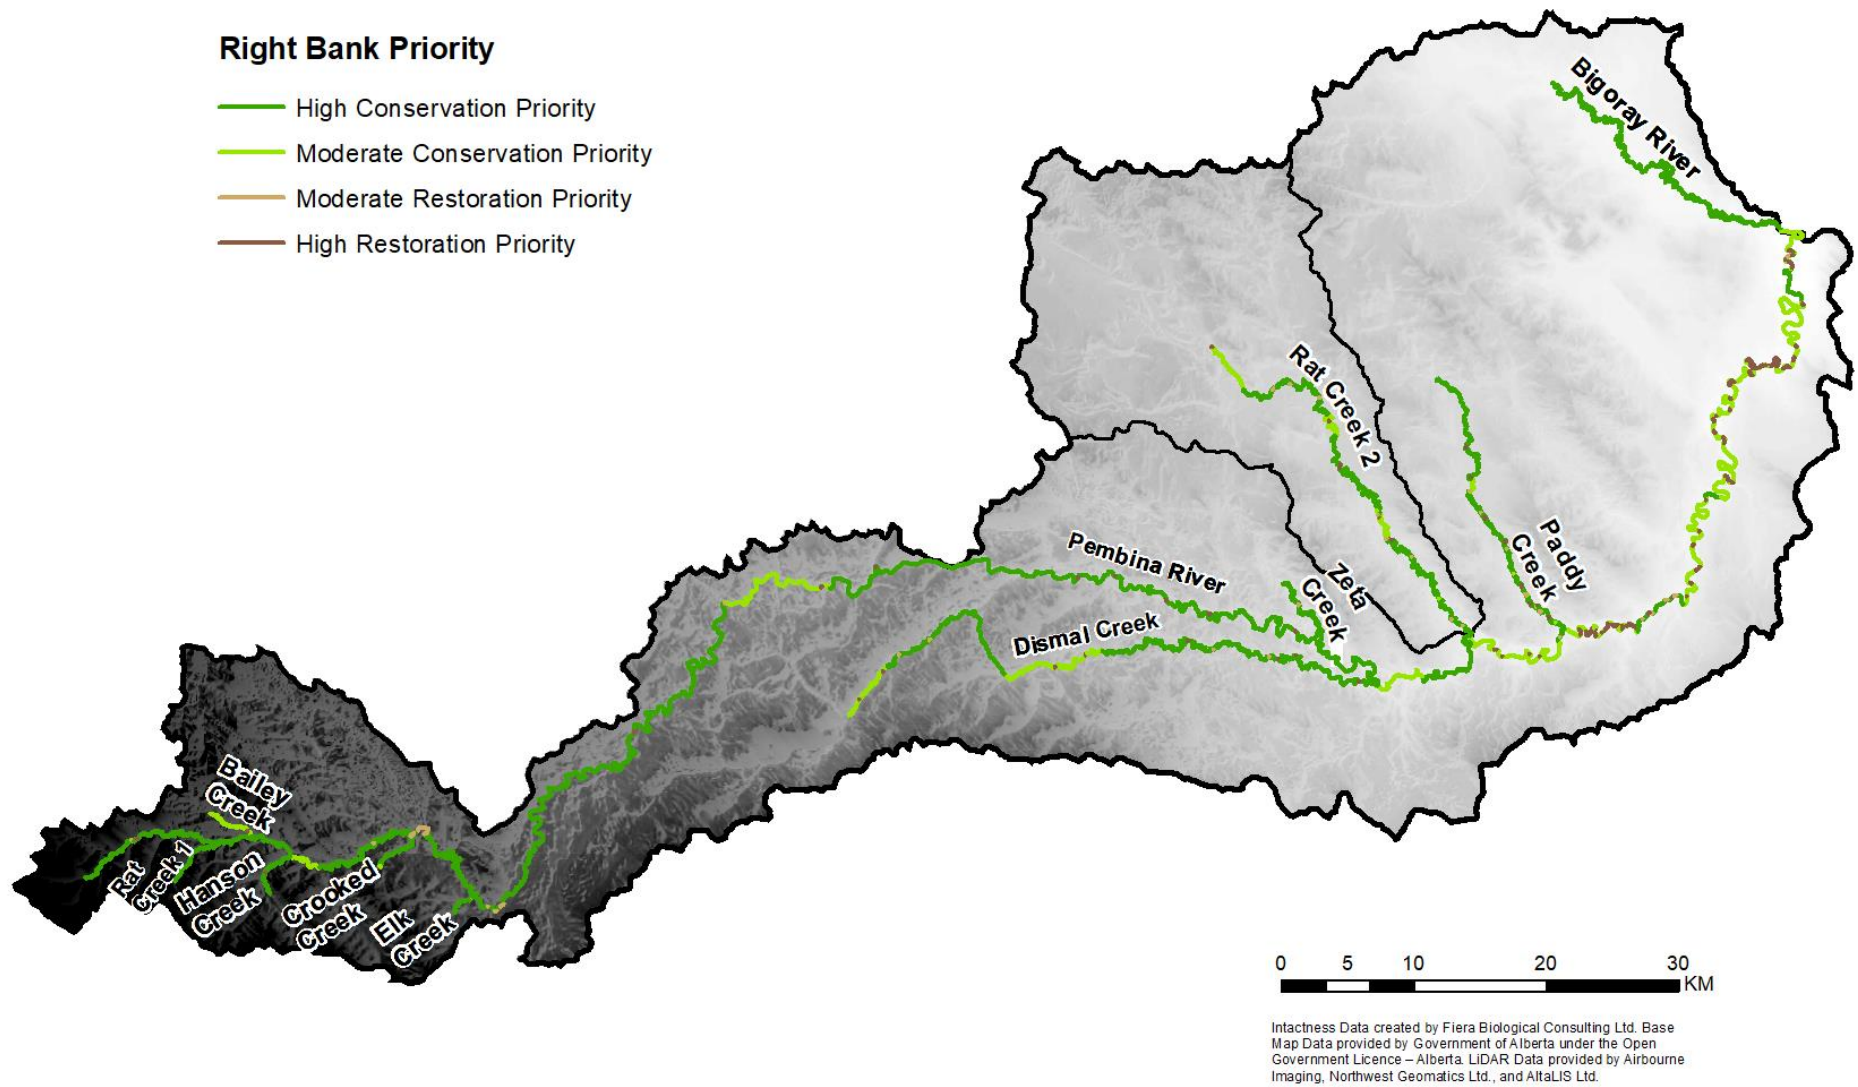 Right Bank Priority
High Conservation Priority
Moderate Conservation Priority
Moderate Restoration Priority
High Restoration Priority
Bigoray River
Rat Creek 2
Paddy
Creek
Pembina River
Zeta
Creek
Dismal Creek
Bailey
Creek
Rat
Creek 1
Hanson
Creek
Crooked
Creek
Elk
Creek
0 5 10 20 30
KM
Intactness Data created by Fiera Biological Consulting Ltd. Base
Map Data provided by Government of Alberta under the Open
Government Licence – Alberta. LiDAR Data provided by Airbourne
Imaging, Northwest Geomatics Ltd., and AltaLIS Ltd.